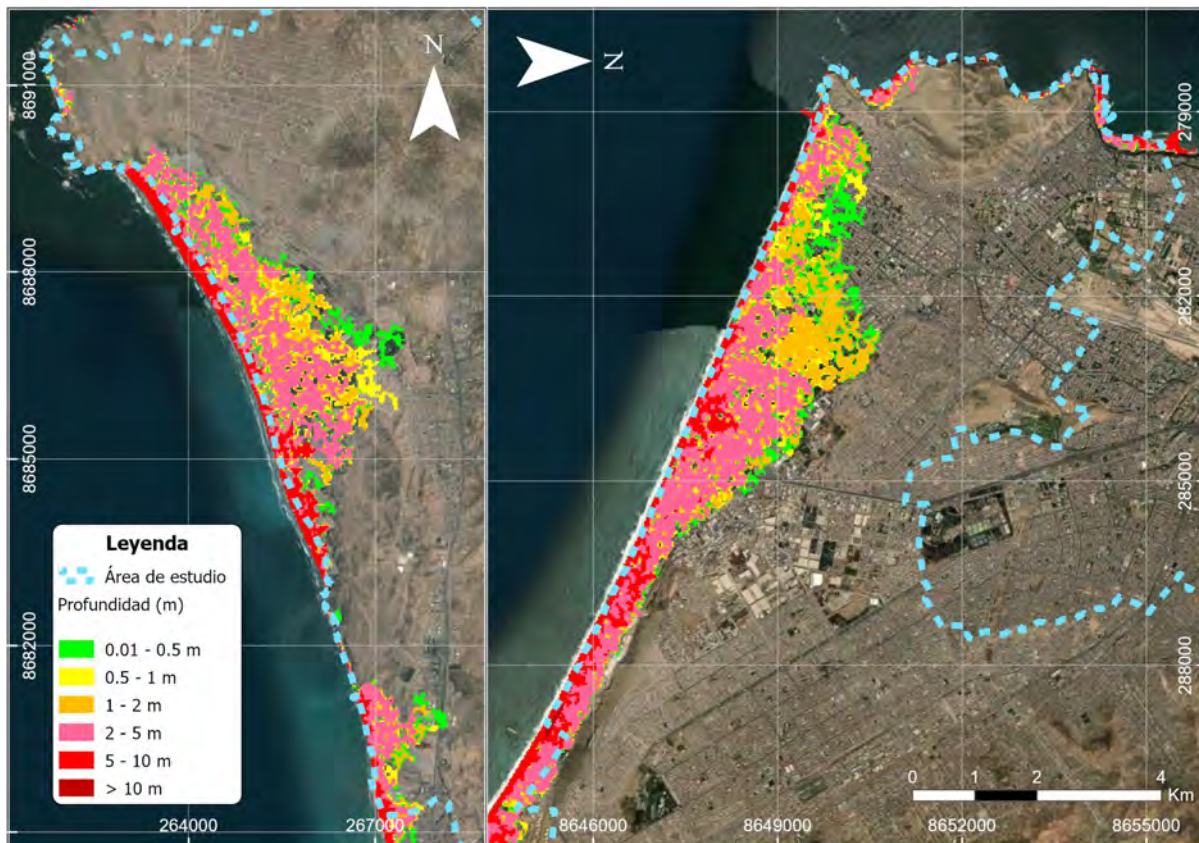 N
N
8691000
8688000
8685000
8682000
264000
267000
Leyenda
Área de estudio
Profundidad (m)
0.01 - 0.5 m
0.5 - 1 m
1 - 2 m
2 - 5 m
5 - 10 m
> 10 m
279000
282000
285000
288000
0 1 2 4
Km
8646000
8649000
8652000
8655000